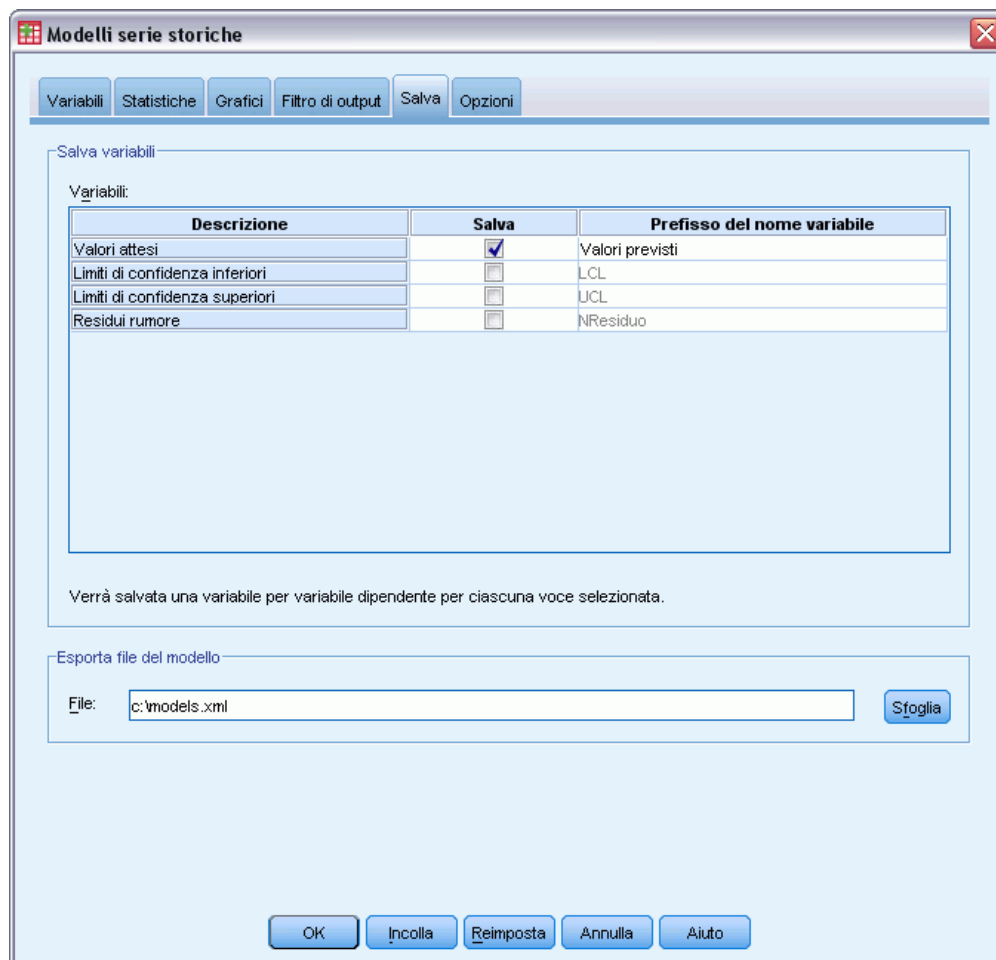 Modelli serie storiche
Variabili Statistiche Grafici Filtro di output Salva Opzioni
Salva variabili
Variabili:
Descrizione Salva Prefisso del nome variabile
Valori attesi Valori previsti
Limiti di confidenza inferiori LCL
Limiti di confidenza superiori UCL
Residui rumore NResiduo
Verrà salvata una variabile per variabile dipendente per ciascuna voce selezionata.
Esporta file del modello
File: c:\models.xml Sfoglia
OK Incolla Reimposta Annulla Aiuto